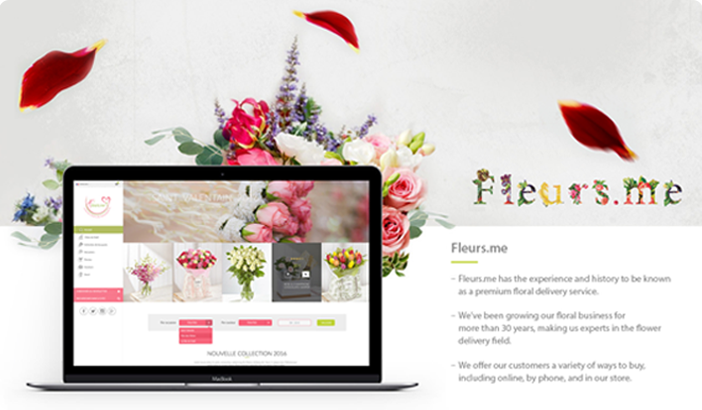 SAINT VALENTIN
NOUVELLE COLLECTION 2016
MacBook
Fleurs.me
Fleurs.me
– Fleurs.me has the experience and history to be known
as a premium floral delivery service.
– We've been growing our floral business for
more than 30 years, making us experts in the flower
delivery field.
– We offer our customers a variety of ways to buy,
including online, by phone, and in our store.